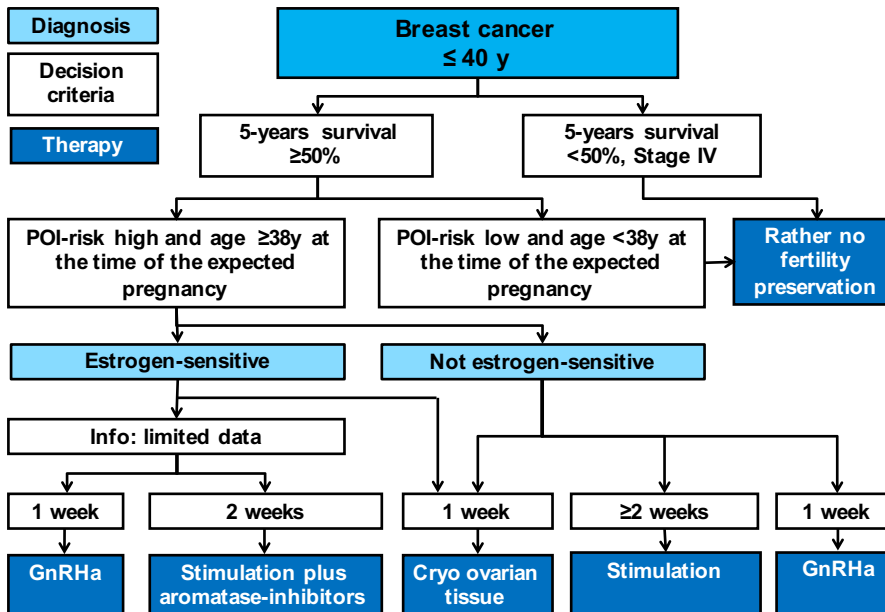 Diagnosis
Decision
criteria
Therapy
Breast cancer
≤ 40 y
5-years survival
≥50%
5-years survival
<50%, Stage IV
POI-risk high and age ≥38y at
the time of the expected
pregnancy
POI-risk low and age <38y at
the time of the expected
pregnancy
Rather no
fertility
preservation
Estrogen-sensitive
Not estrogen-sensitive
Info: limited data
1 week
2 weeks
1 week
≥2 weeks
1 week
GnRHa
Stimulation plus
aromatase-inhibitors
Cryo ovarian
tissue
Stimulation
GnRHa